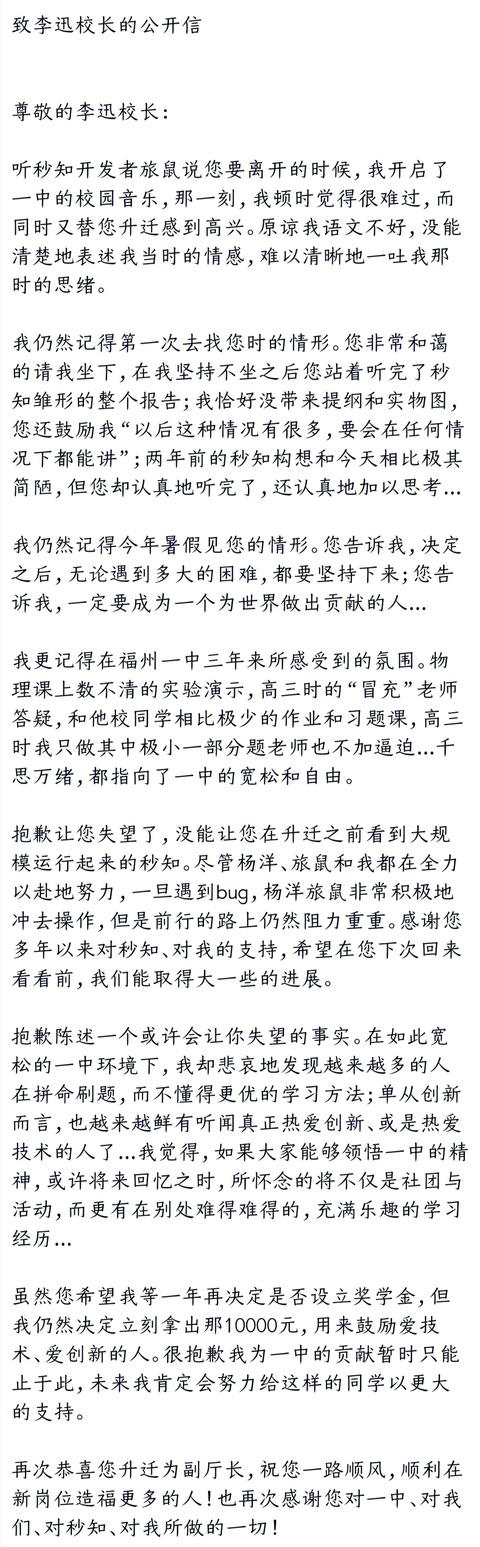 致李迅校长的公开信
尊敬的李迅校长:
听秒知开发者旅鼠说您要离开的时候,我开启了
一中的校园音乐,那一刻,我顿时觉得很难过,而
同时又替您升迁感到高兴。原谅我语文不好,没能
清楚地表述我当时的情感,难以清晰地一吐我那
时的思绪。
我仍然记得第一次去找您时的情形。您非常和蔼
的请我坐下,在我坚持不坐之后您站着听完了秒
知雏形的整个报告;我恰好没带来提纲和实物图,
您还鼓励我“以后这种情况有很多,要会在任何情
况下都能讲”;两年前的秒知构想和今天相比极其
简陋,但您却认真地听完了,还认真地加以思考…
我仍然记得今年暑假见您的情形。您告诉我,决定
之后,无论遇到多大的困难,都要坚持下来;您告
诉我,一定要成为一个为世界做出贡献的人…
我更记得在福州一中三年来所感受到的氛围。物
理课上数不清的实验演示,高三时的“冒充”老师
答疑,和他校同学相比极少的作业和习题课,高三
时我只做其中极小一部分题老师也不加逼迫…千
思万绪,都指向了一中的宽松和自由。
抱歉让您失望了,没能让您在升迁之前看到大规
模运行起来的秒知。尽管杨洋、旅鼠和我都在全力
以赴地努力,一旦遇到bug,杨洋旅鼠非常积极地
冲去操作,但是前行的路上仍然阻力重重。感谢您
多年以来对秒知、对我的支持,希望在您下次回来
看看前,我们能取得大一些的进展。
抱歉陈述一个或许会让你失望的事实。在如此宽
松的一中环境下,我却悲哀地发现越来越多的人
在拼命刷题,而不懂得更优的学习方法;单从创新
而言,也越来越鲜有听闻真正热爱创新、或是热爱
技术的人了…我觉得,如果大家能够领悟一中的精
神,或许将来回忆之时,所怀念的将不仅是社团与
活动,而更有在别处难得难得的,充满乐趣的学习
经历…
虽然您希望我等一年再决定是否设立奖学金,但
我仍然决定立刻拿出那10000元,用来鼓励爱技
术、爱创新的人。很抱歉我为一中的贡献暂时只能
止于此,未来我肯定会努力给这样的同学以更大
的支持。
再次恭喜您升迁为副厅长,祝您一路顺风,顺利在
新岗位造福更多的人!也再次感谢您对一中、对我
们、对秒知、对我所做的一切!